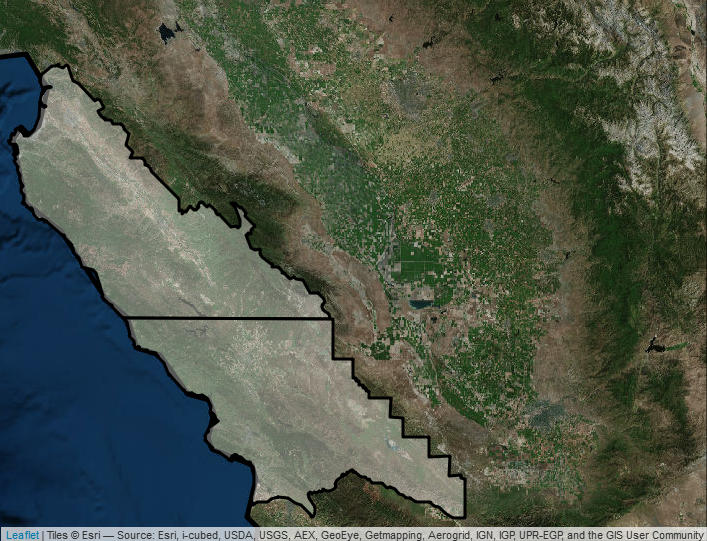 Leaflet | Tiles © Esri — Source: Esri, i-cubed, USDA, USGS, AEX, GeoEye, Getmapping, Aerogrid, IGN, IGP, UPR-EGP, and the GIS User Community